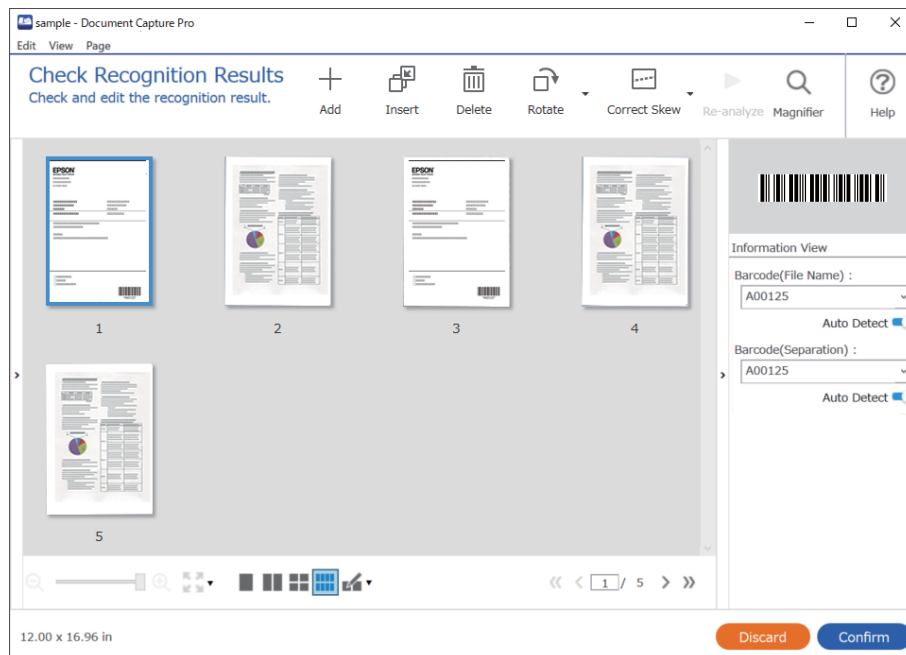 sample - Document Capture Pro
Edit View Page
Check Recognition Results
Check and edit the recognition result.
Add
Insert
Delete
Rotate
Correct Skew
Re-analyze
Magnifier
Help
EPSON
EPSON
1
2
3
4
5
Information View
Barcode(File Name) :
A00125
Auto Detect
Barcode(Separation) :
A00125
Auto Detect
1 / 5
12.00 x 16.96 in
Discard
Confirm